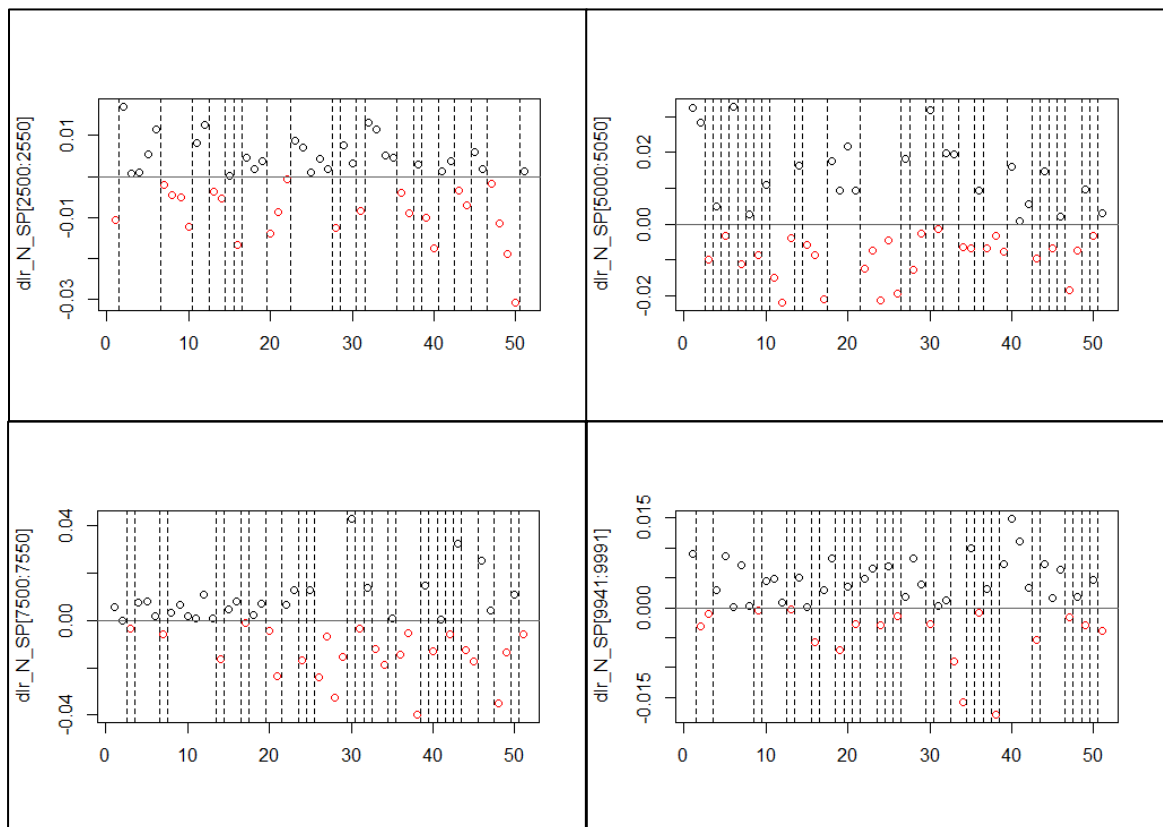 dlr_N_SP[2500:2550]
0.01
-0.01
-0.03
0 10 20 30 40 50
dlr_N_SP[5000:5050]
0.02
0.00
-0.02
0 10 20 30 40 50
dlr_N_SP[7500:7550]
0.04
0.00
-0.04
0 10 20 30 40 50
dlr_N_SP[9941:9991]
0.015
0.000
-0.015
0 10 20 30 40 50